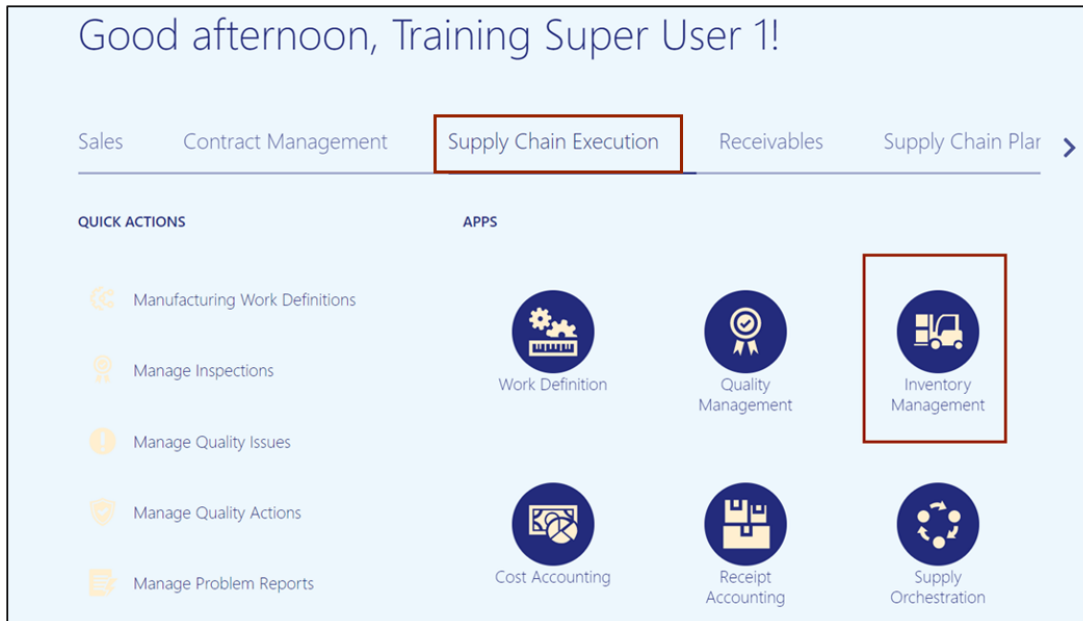 Good afternoon, Training Super User 1!
Sales
Contract Management
Supply Chain Execution
Receivables
Supply Chain Plar
QUICK ACTIONS
Manufacturing Work Definitions
Manage Inspections
Manage Quality Issues
Manage Quality Actions
Manage Problem Reports
APPS
Work Definition
Quality
Management
Inventory
Management
Cost Accounting
Receipt
Accounting
Supply
Orchestration